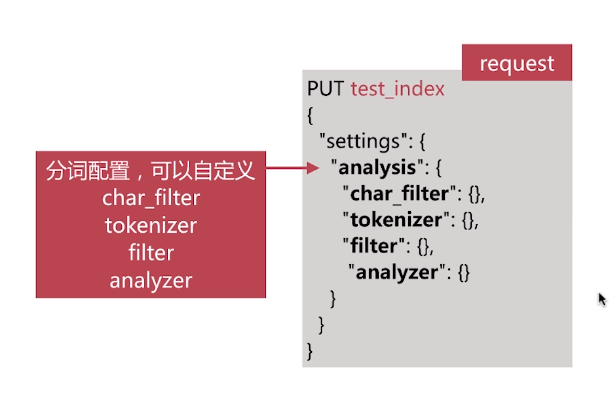 request
PUT test_index
{
"settings": {
"analysis": {
"char_filter": {},
"tokenizer": {},
"filter": {},
"analyzer": {}
}
}
}
分词配置，可以自定义
char_filter
tokenizer
filter
analyzer